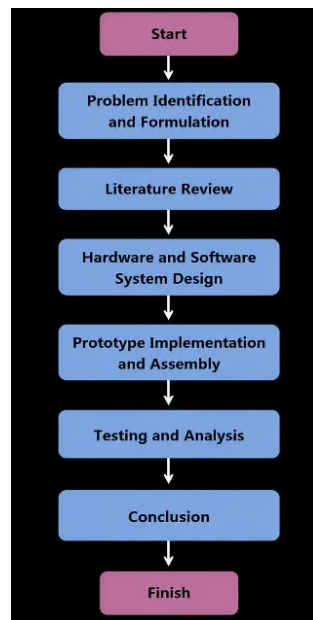 Start
Problem Identification
and Formulation
Literature Review
Hardware and Software
System Design
Prototype Implementation
and Assembly
Testing and Analysis
Conclusion
Finish